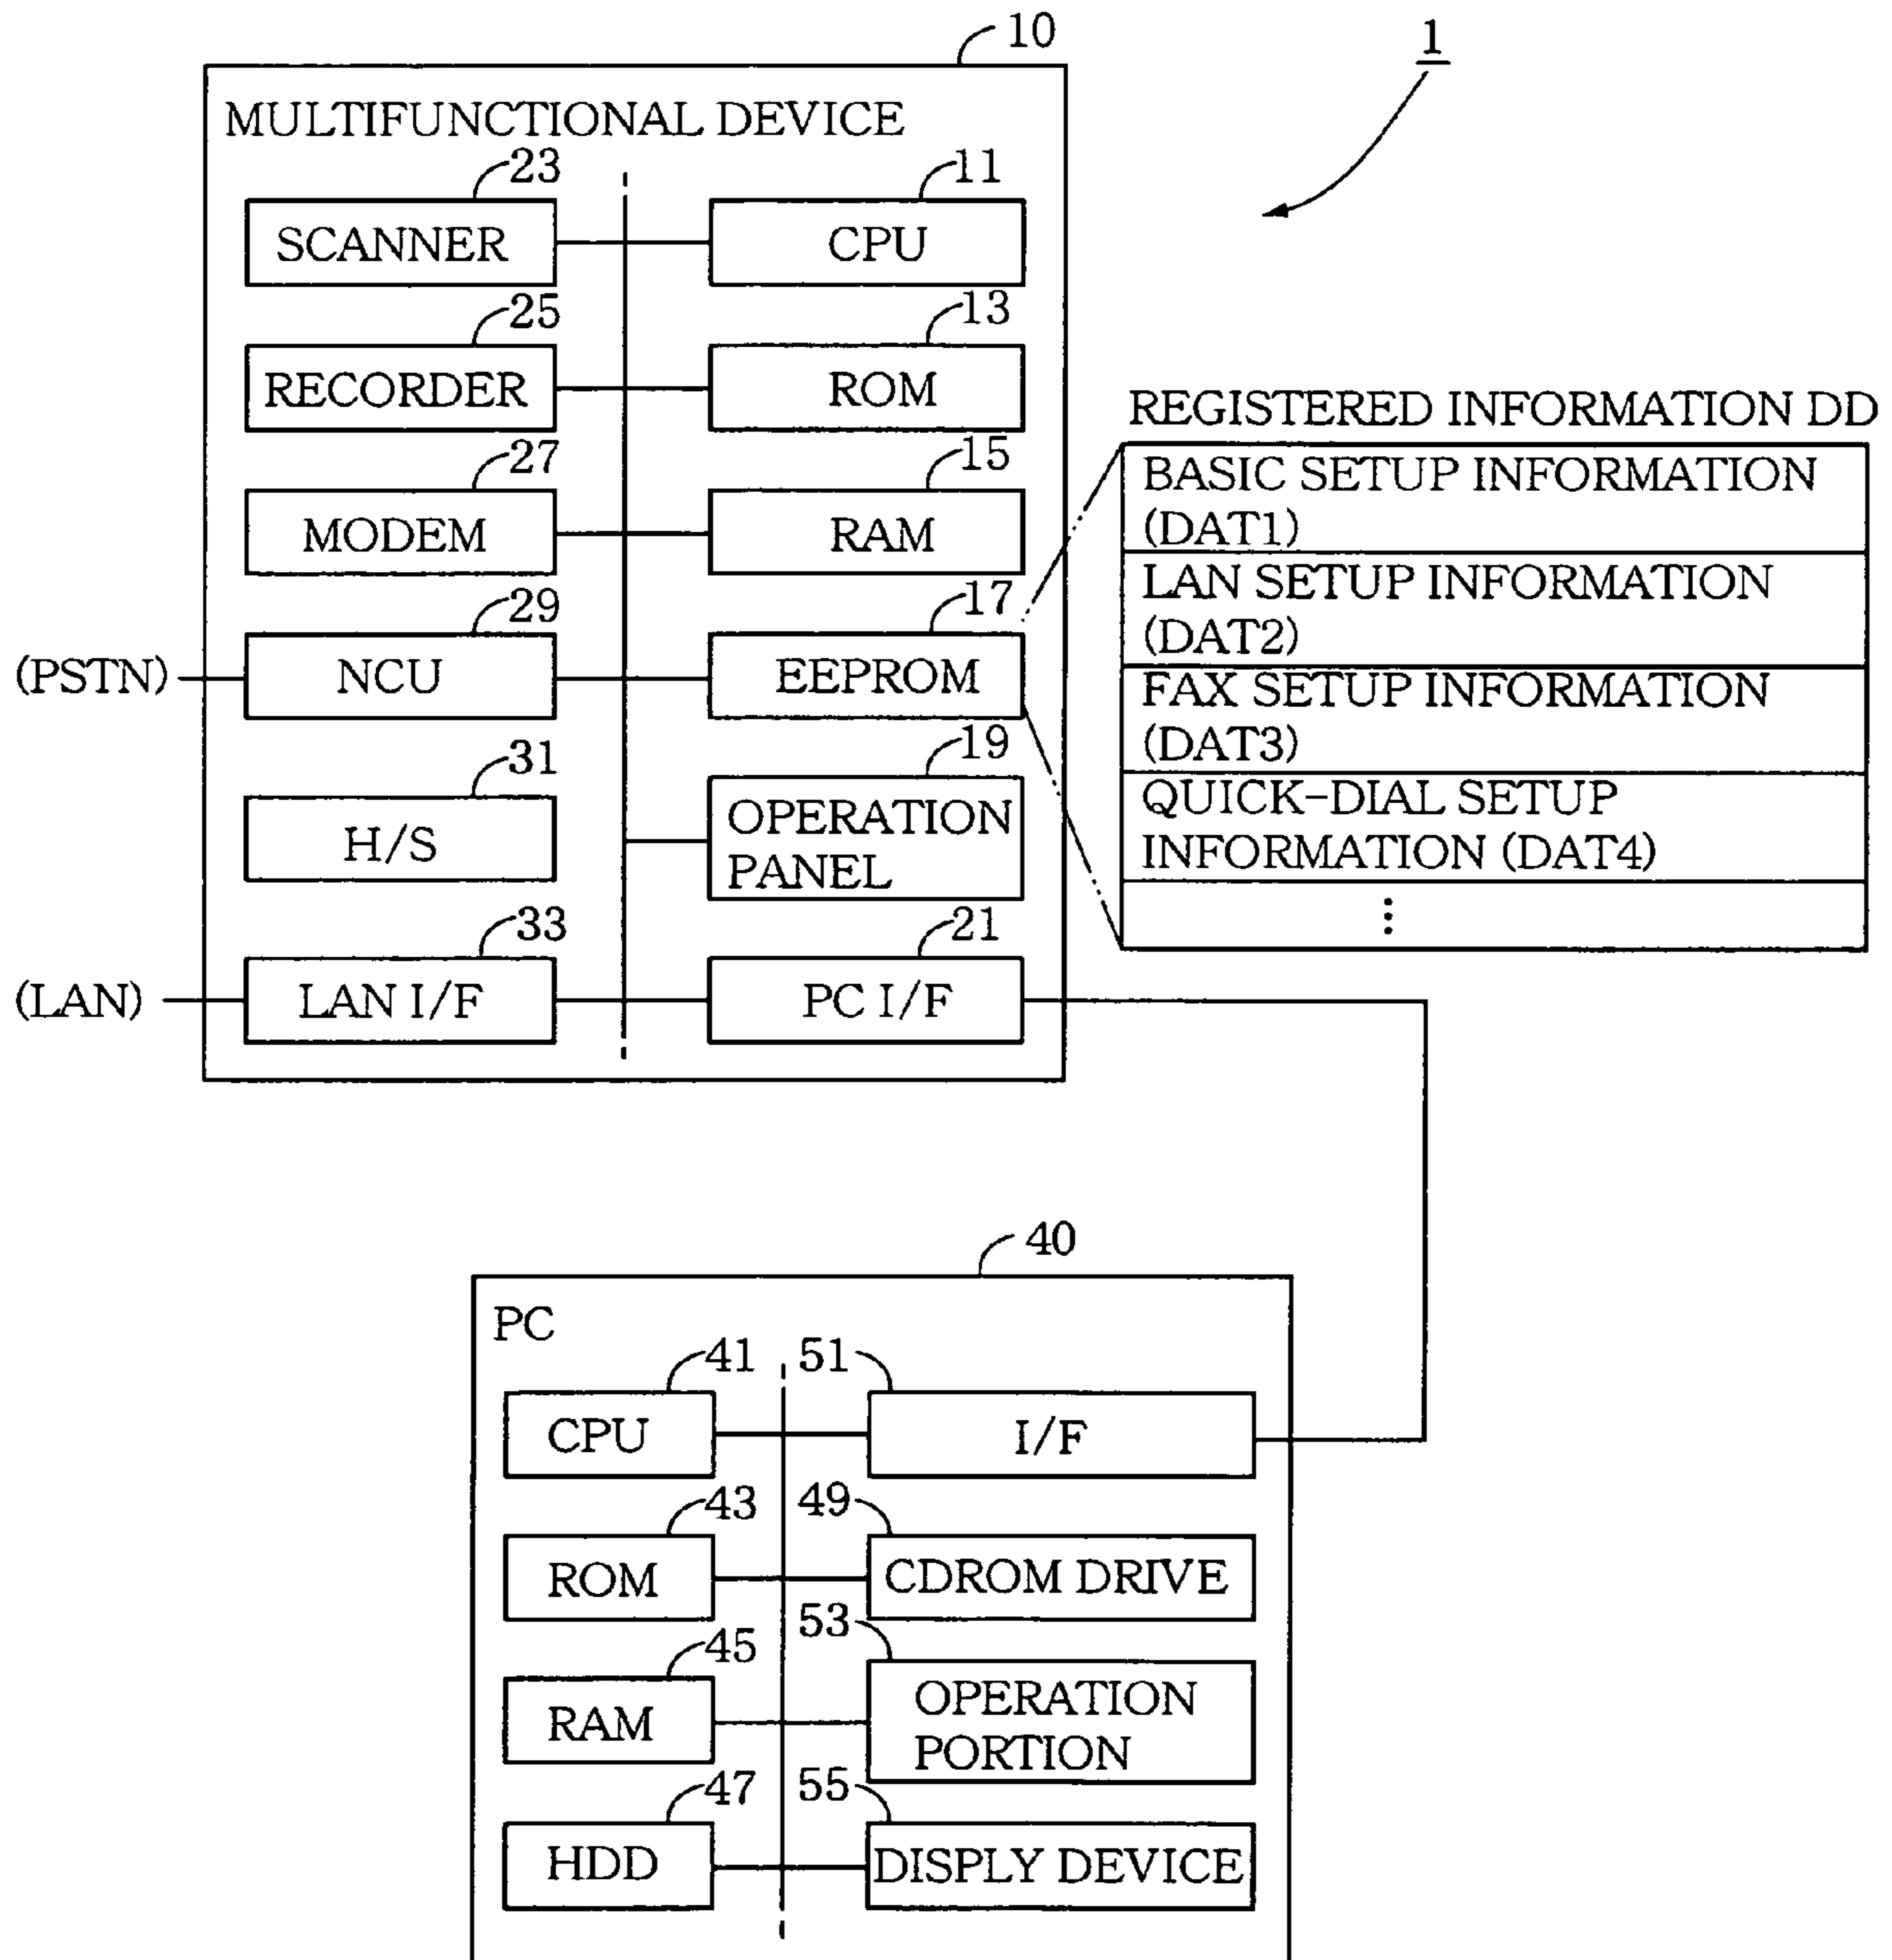 10
1
MULTIFUNCTIONAL DEVICE
23
11
SCANNER
CPU
25
13
RECORDER
ROM
27
15
MODEM
RAM
29
17
(PSTN)
NCU
EEPROM
31
19
H/S
OPERATION
PANEL
33
21
(LAN)
LAN I/F
PC I/F
REGISTERED INFORMATION DD
BASIC SETUP INFORMATION
(DAT1)
LAN SETUP INFORMATION
(DAT2)
FAX SETUP INFORMATION
(DAT3)
QUICK-DIAL SETUP
INFORMATION (DAT4)
⋮
40
PC
41
51
CPU
I/F
43
49
ROM
CDROM DRIVE
45
53
RAM
OPERATION
PORTION
47
55
HDD
DISPLY DEVICE